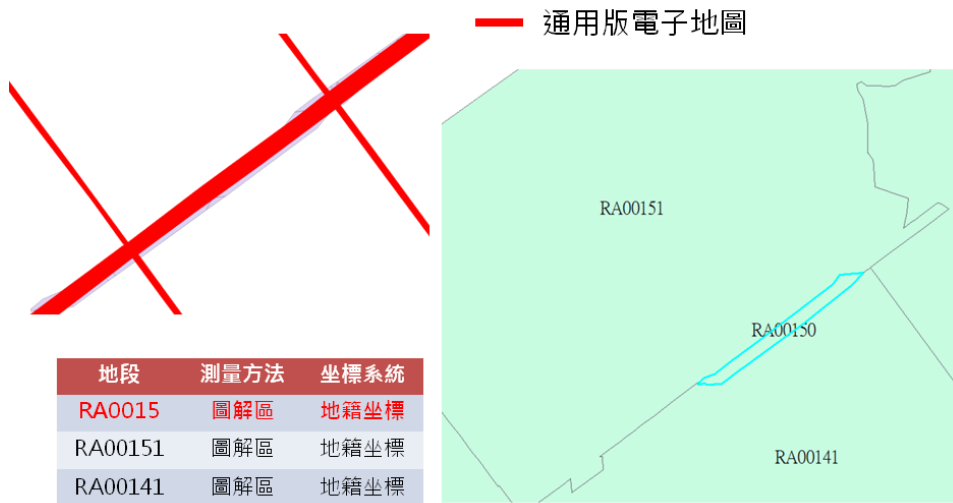 通用版電子地圖
RA00151
RA00150
RA00141
地段 測量方法 坐標系統
RA0015 圖解區 地籍坐標
RA00151 圖解區 地籍坐標
RA00141 圖解區 地籍坐標